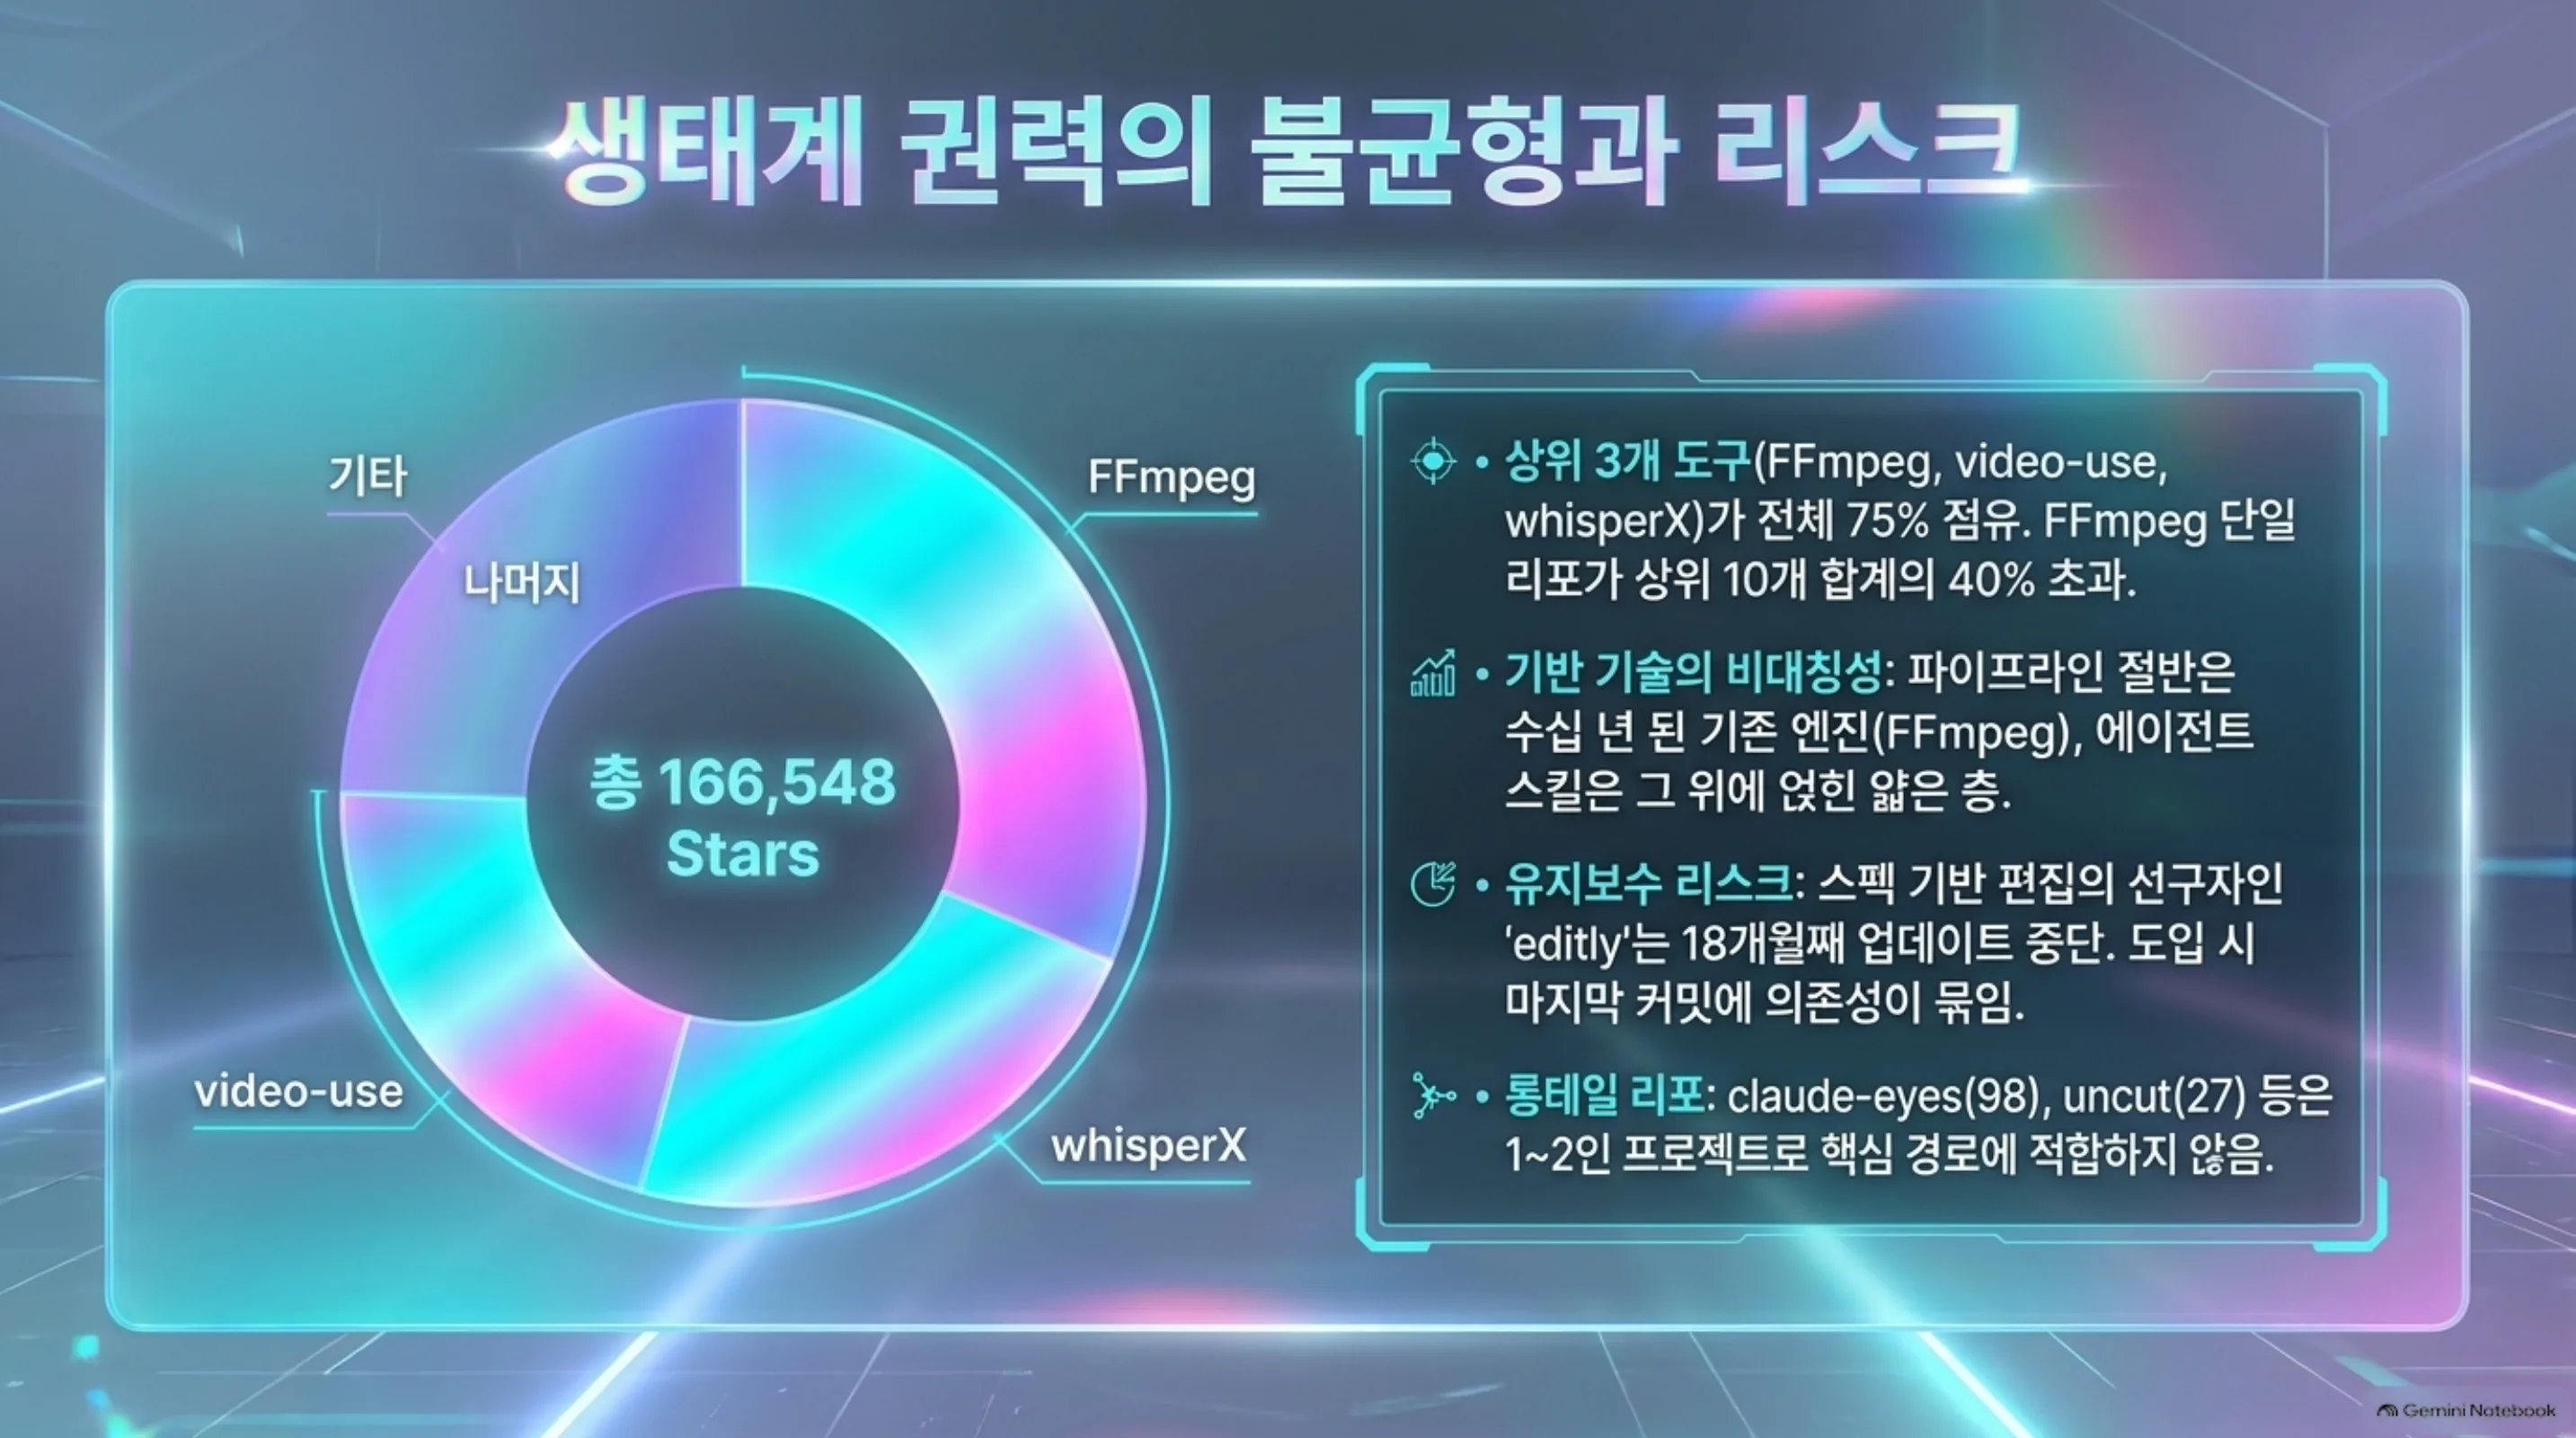 생태계 권력의 불균형과 리스크
기타
나머지
FFmpeg
총 166,548
Stars
video-use
whisperX
• 상위 3개 도구(FFmpeg, video-use,
whisperX)가 전체 75% 점유. FFmpeg 단일
리포가 상위 10개 합계의 40% 초과.
• 기반 기술의 비대칭성: 파이프라인 절반은
수십 년 된 기존 엔진(FFmpeg), 에이전트
스킬은 그 위에 얹힌 얇은 층.
• 유지보수 리스크: 스펙 기반 편집의 선구자인
'editly'는 18개월째 업데이트 중단. 도입 시
마지막 커밋에 의존성이 묶임.
• 롱테일 리포: claude-eyes(98), uncut(27) 등은
1~2인 프로젝트로 핵심 경로에 적합하지 않음.
Gemini Notebook